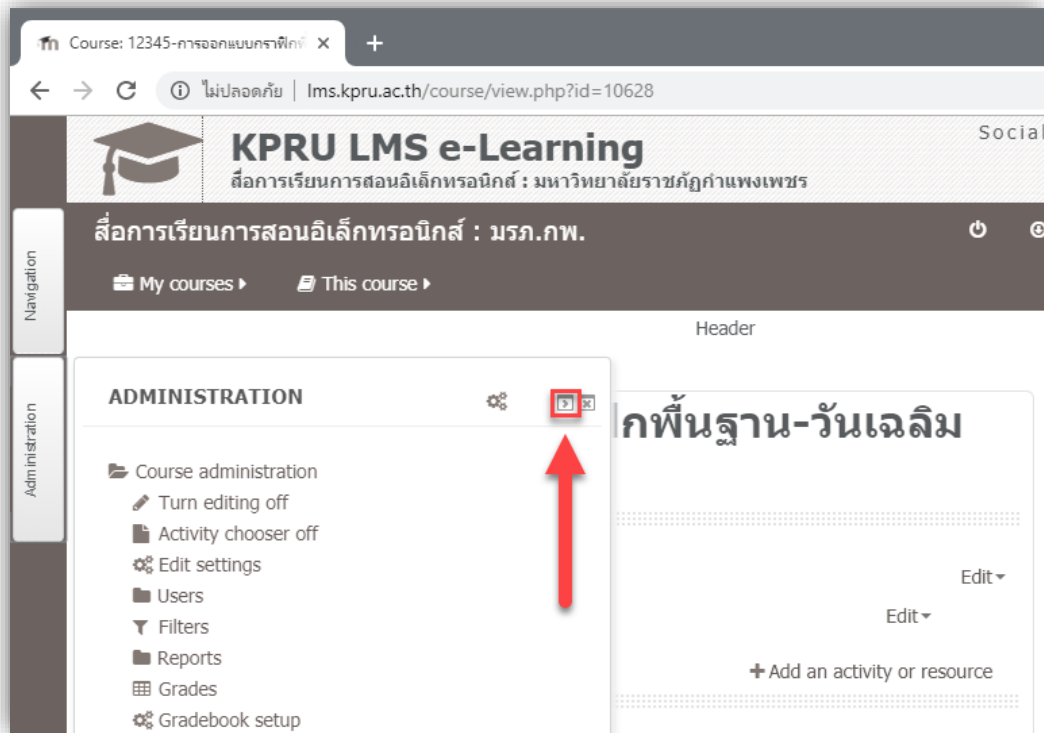 Course: 12345-การออกแบบกราฟิกพื้
ไม่ปลอดภัย | lms.kpru.ac.th/course/view.php?id=10628
KPRU LMS e-Learning
Social
สื่อการเรียนการสอนอิเล็กทรอนิกส์ : มหาวิทยาลัยราชภัฏกำแพงเพชร
สื่อการเรียนการสอนอิเล็กทรอนิกส์ : มรภ.กพ.
My courses
This course
Navigation
Header
Administration
ADMINISTRATION
กพื้นฐาน-วันเฉลิม
Course administration
Turn editing off
Activity chooser off
Edit settings
Edit
Users
Edit
Filters
Reports
Add an activity or resource
Grades
Gradebook setup